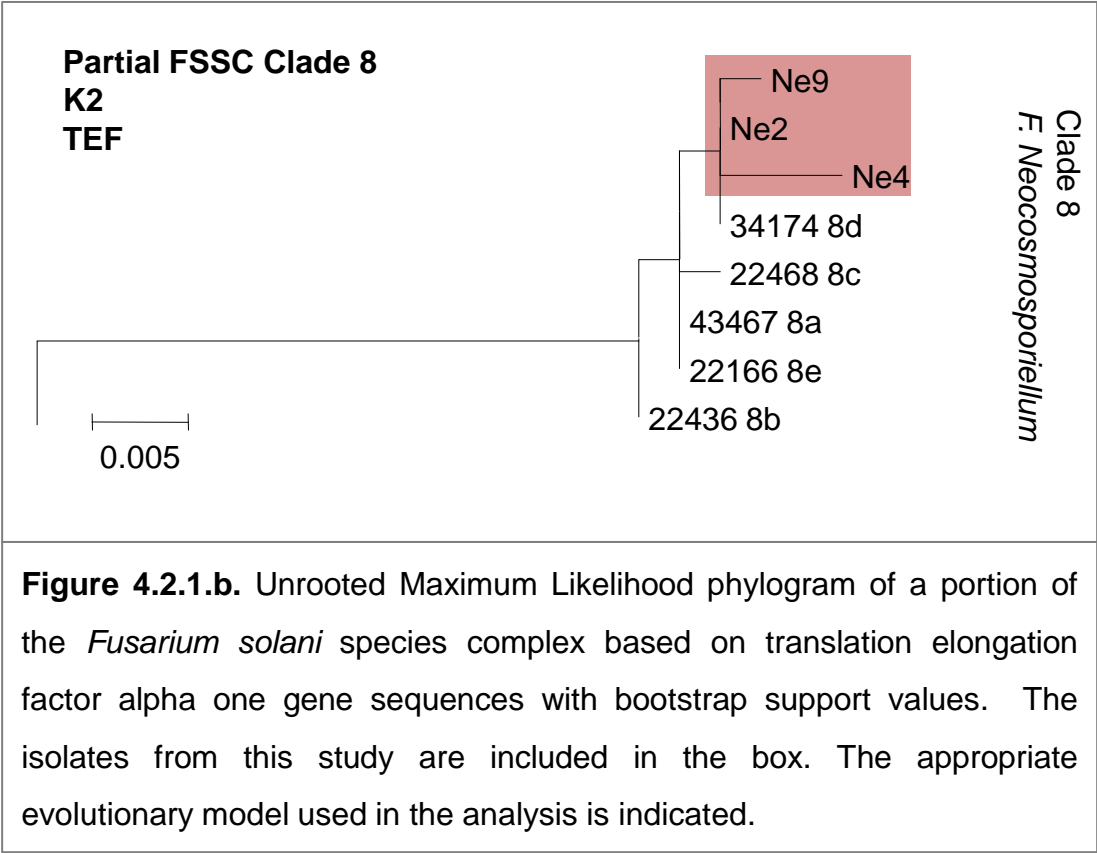 Partial FSSC Clade 8
K2
TEF
Ne9
Ne2
Ne4
34174 8d
22468 8c
43467 8a
22166 8e
22436 8b
0.005
Clade 8
F. Neocosmosporiellum
Figure 4.2.1.b. Unrooted Maximum Likelihood phylogram of a portion of
the Fusarium solani species complex based on translation elongation
factor alpha one gene sequences with bootstrap support values. The
isolates from this study are included in the box. The appropriate
evolutionary model used in the analysis is indicated.